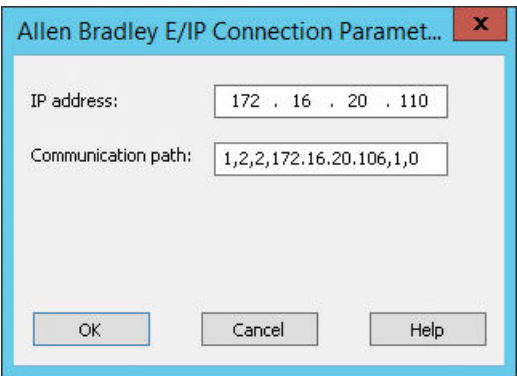 Allen Bradley E/IP Connection Paramet... x
IP address: 172 . 16 . 20 . 110
Communication path: 1,2,2,172.16.20.106,1,0
OK Cancel Help